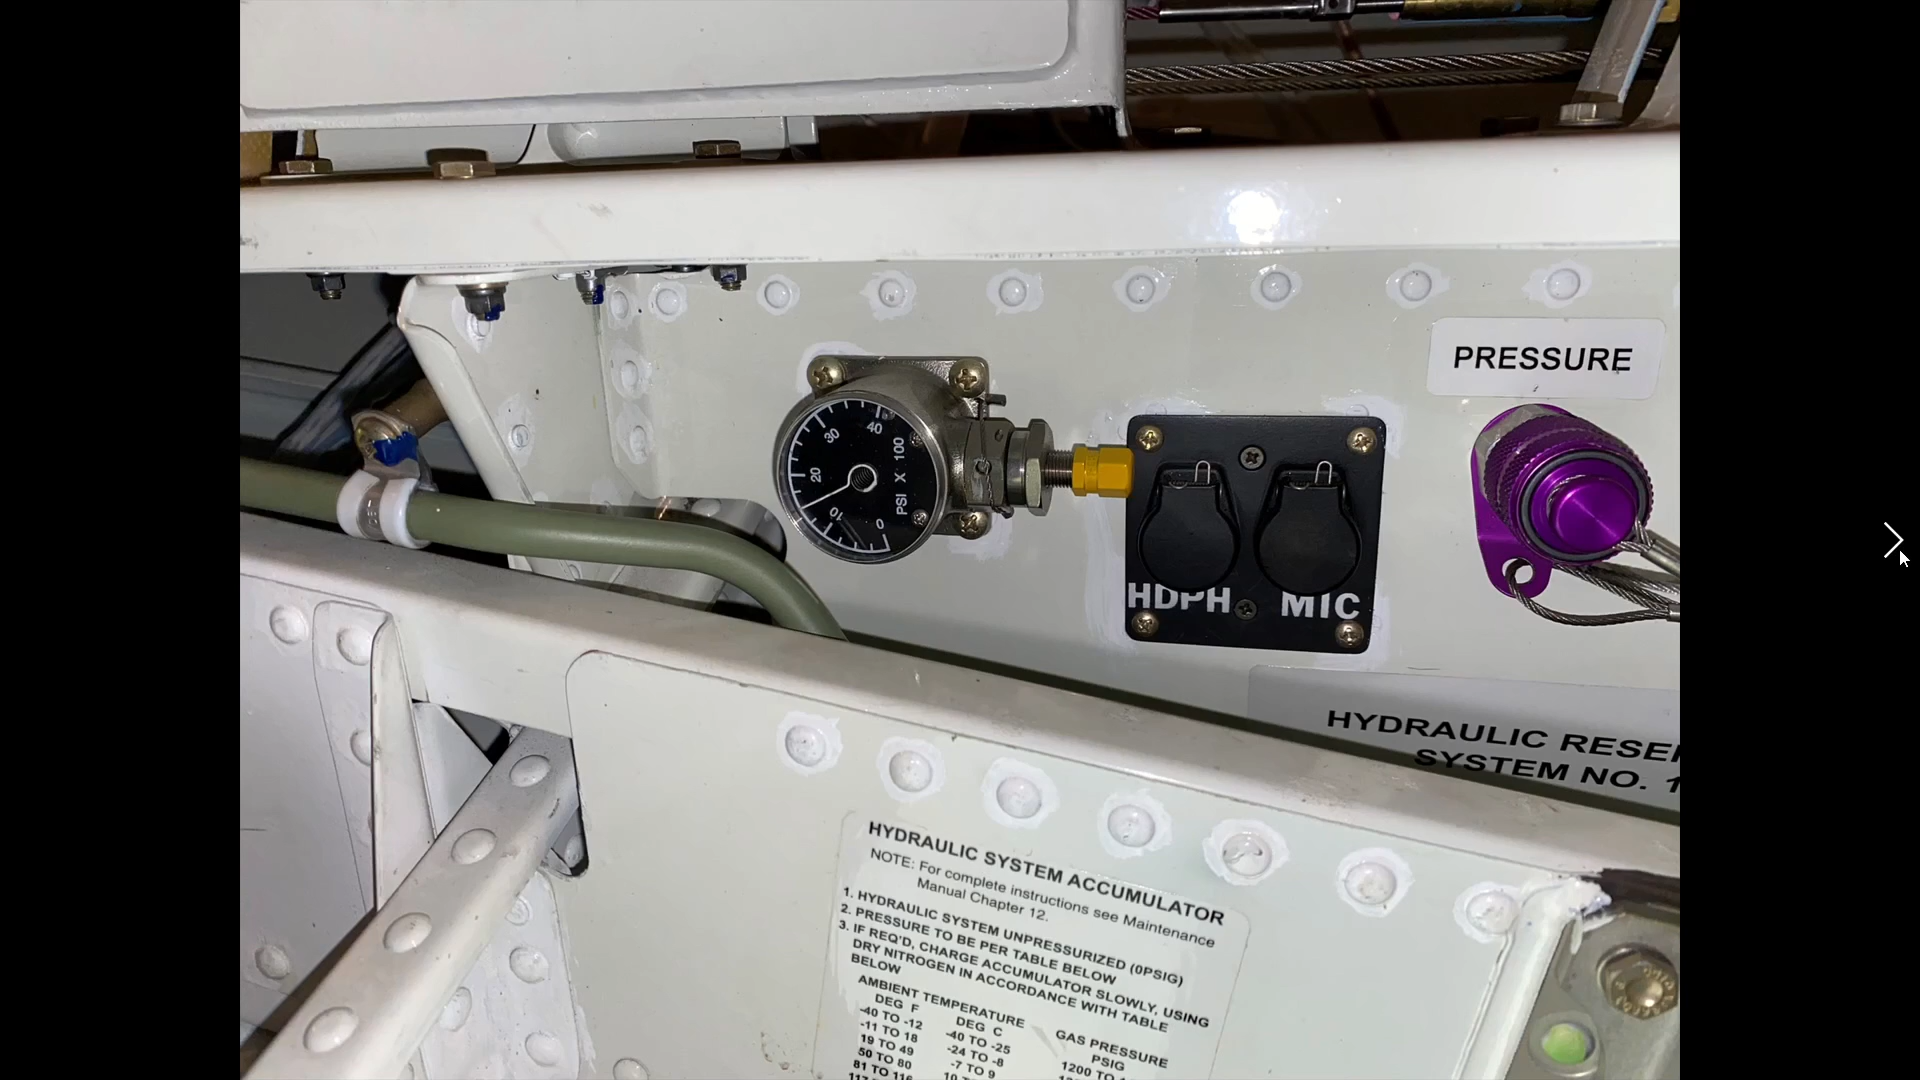 PRESSURE
40
30
20
10
0
PSI X 100
HDPH MIC
HYDRAULIC
SYSTEM NO. 1
HYDRAULIC SYSTEM ACCUMULATOR
NOTE: For complete instructions see Maintenance
Manual Chapter 12.
1. HYDRAULIC SYSTEM UNPRESSURIZED (0PSIG)
2. PRESSURE TO BE PER TABLE BELOW
3. IF REQ'D, CHARGE ACCUMULATOR SLOWLY, USING
DRY NITROGEN IN ACCORDANCE WITH TABLE
BELOW
AMBIENT TEMPERATURE
DEG F DEG C GAS PRESSURE
PSIG
-40 TO -12 -40 TO -25 1200 TO
-11 TO 18 -24 TO -8
19 TO 49 -7 TO 9
50 TO 80
81 TO